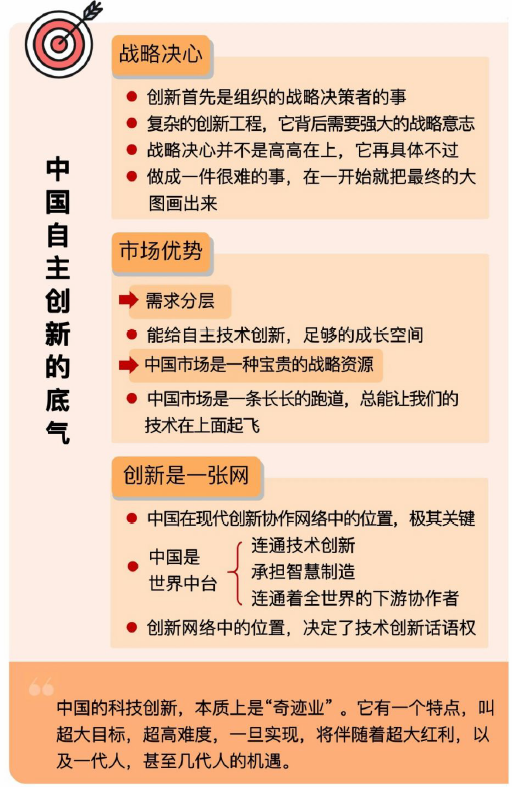 中国自主创新的底气
战略决心
创新首先是组织的战略决策者的事
复杂的创新工程，它背后需要强大的战略意志
战略决心并不是高高在上，它再具体不过
做成一件很难的事，在一开始就把最终的大
图画出来
市场优势
需求分层
能给自主技术创新，足够的成长空间
中国市场是一种宝贵的战略资源
中国市场是一条长长的跑道，总能让我们的
技术在上面起飞
创新是一张网
中国在现代创新协作网络中的位置，极其关键
中国是
世界中台
连通技术创新
承担智慧制造
连通着全世界的下游协作者
创新网络中的位置，决定了技术创新话语权
中国的科技创新，本质上是“奇迹业”。它有一个特点，叫
超大目标，超高难度，一旦实现，将伴随着超大红利，以
及一代人，甚至几代人的机遇。